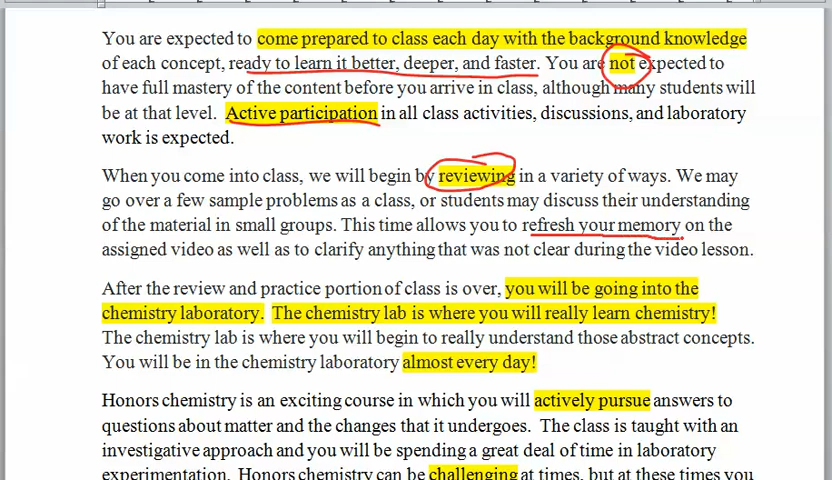 You are expected to come prepared to class each day with the background knowledge
of each concept, ready to learn it better, deeper, and faster. You are not expected to
have full mastery of the content before you arrive in class, although many students will
be at that level. Active participation in all class activities, discussions, and laboratory
work is expected.
When you come into class, we will begin by reviewing in a variety of ways. We may
go over a few sample problems as a class, or students may discuss their understanding
of the material in small groups. This time allows you to refresh your memory on the
assigned video as well as to clarify anything that was not clear during the video lesson.
After the review and practice portion of class is over, you will be going into the
chemistry laboratory. The chemistry lab is where you will really learn chemistry!
The chemistry lab is where you will begin to really understand those abstract concepts.
You will be in the chemistry laboratory almost every day!
Honors chemistry is an exciting course in which you will actively pursue answers to
questions about matter and the changes that it undergoes. The class is taught with an
investigative approach and you will be spending a great deal of time in laboratory
experimentation. Honors chemistry can be challenging at times, but at these times you